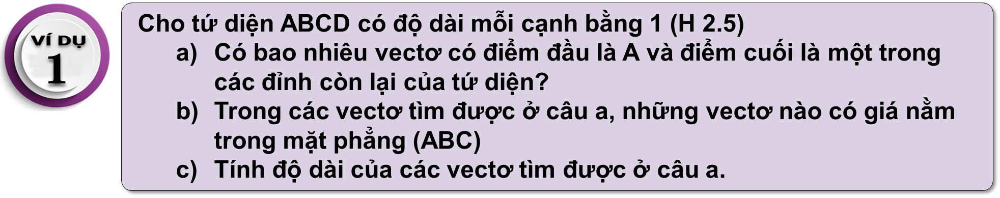 VÍ DỤ
1
Cho tứ diện ABCD có độ dài mỗi cạnh bằng 1 (H 2.5)
a) Có bao nhiêu vectơ có điểm đầu là A và điểm cuối là một trong
các đỉnh còn lại của tứ diện?
b) Trong các vectơ tìm được ở câu a, những vectơ nào có giá nằm
trong mặt phẳng (ABC)
c) Tính độ dài của các vectơ tìm được ở câu a.